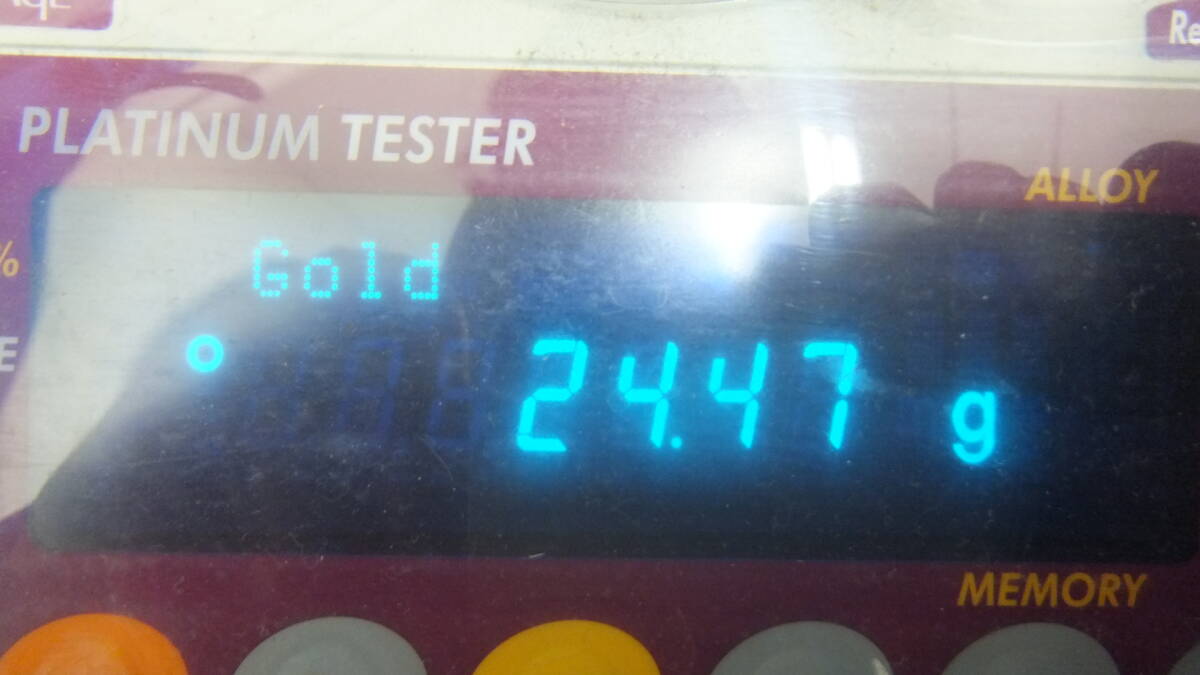 PLATINUM TESTER
ALLOY
Gold
%
24.47 g
MEMORY